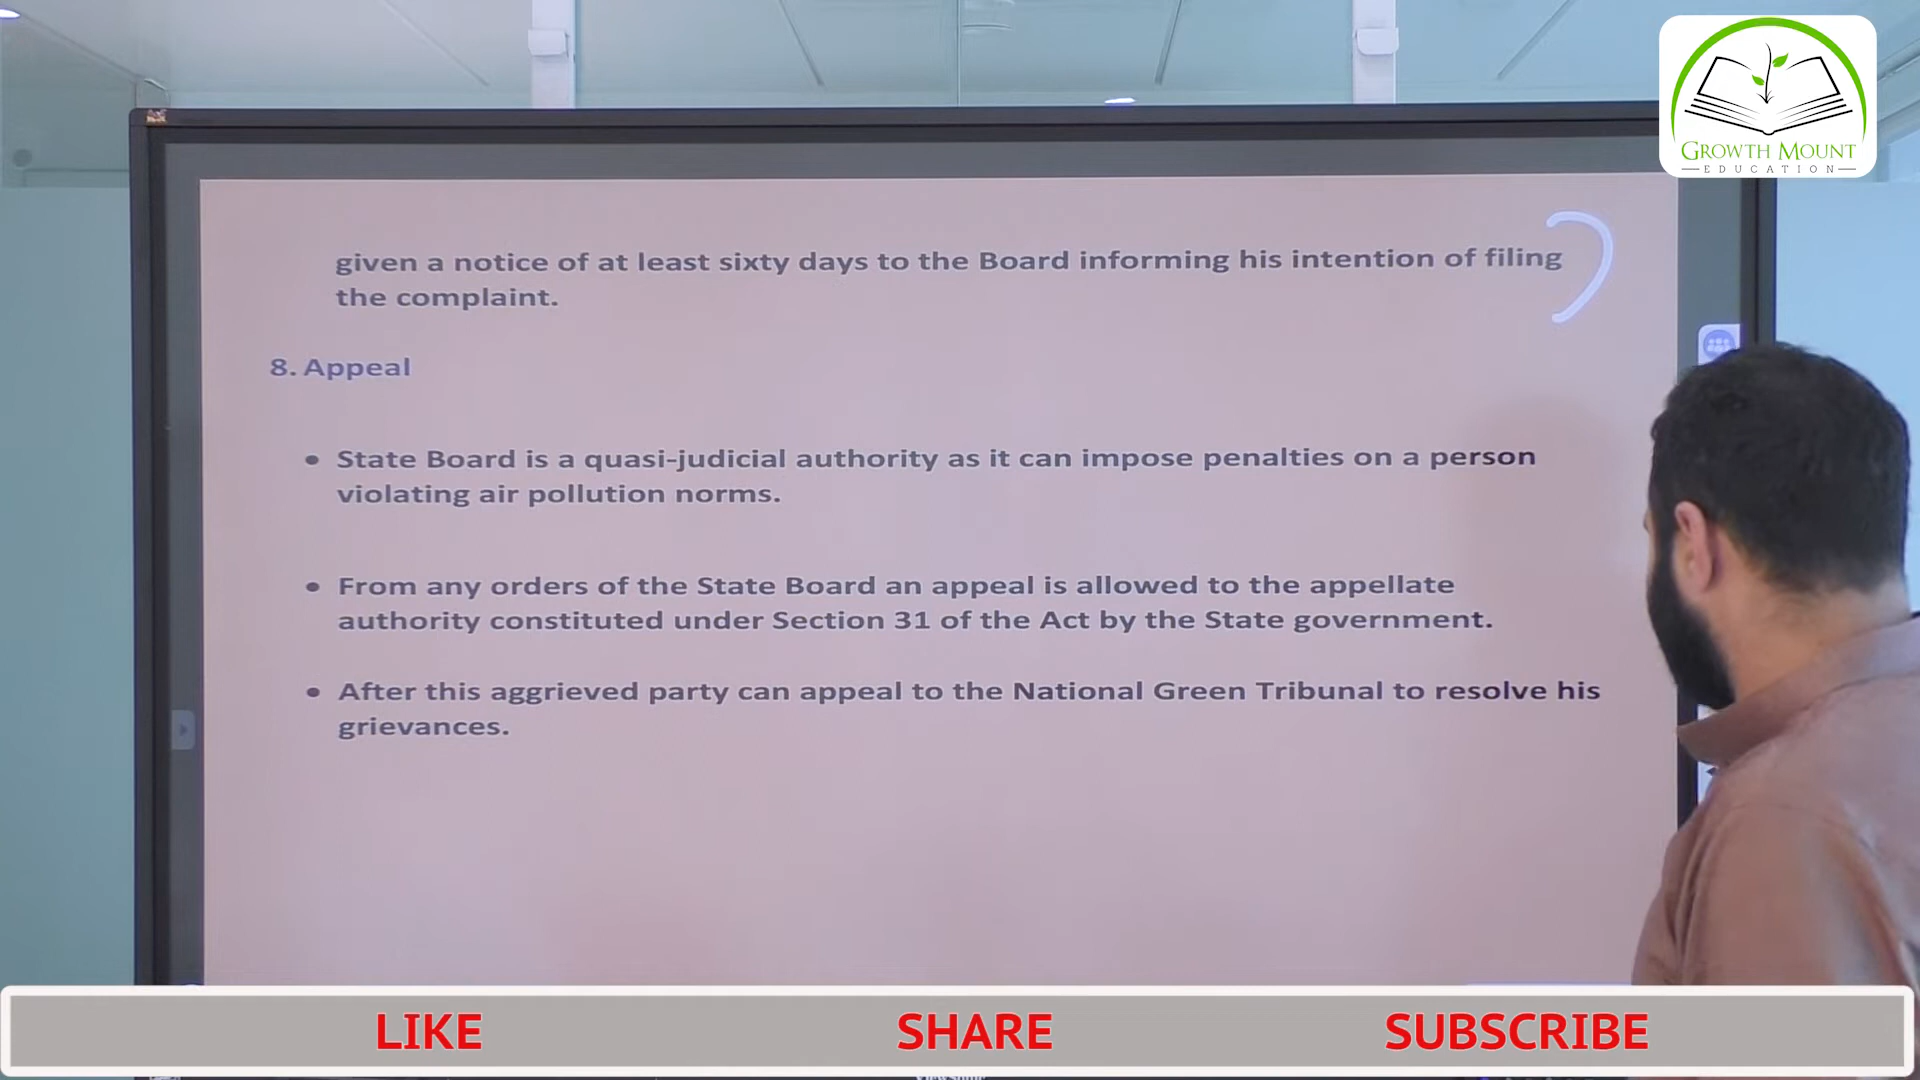 GROWTH MOUNT
EDUCATION
given a notice of at least sixty days to the Board informing his intention of filing
the complaint.
8. Appeal
• State Board is a quasi-judicial authority as it can impose penalties on a person
violating air pollution norms.
• From any orders of the State Board an appeal is allowed to the appellate
authority constituted under Section 31 of the Act by the State government.
• After this aggrieved party can appeal to the National Green Tribunal to resolve his
grievances.
LIKE SHARE SUBSCRIBE